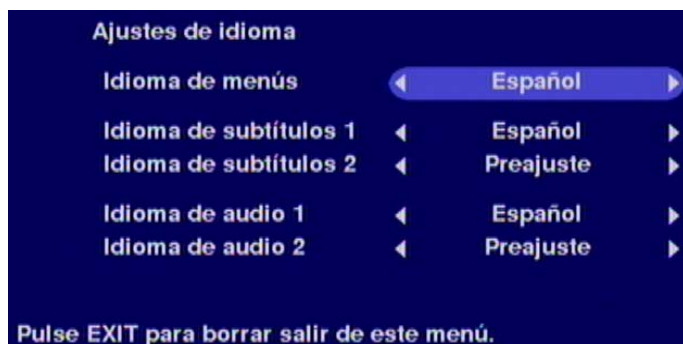 Ajustes de idioma
Idioma de menús Español
Idioma de subtítulos 1 Español
Idioma de subtítulos 2 Preajuste
Idioma de audio 1 Español
Idioma de audio 2 Preajuste
Pulse EXIT para borrar salir de este menú.